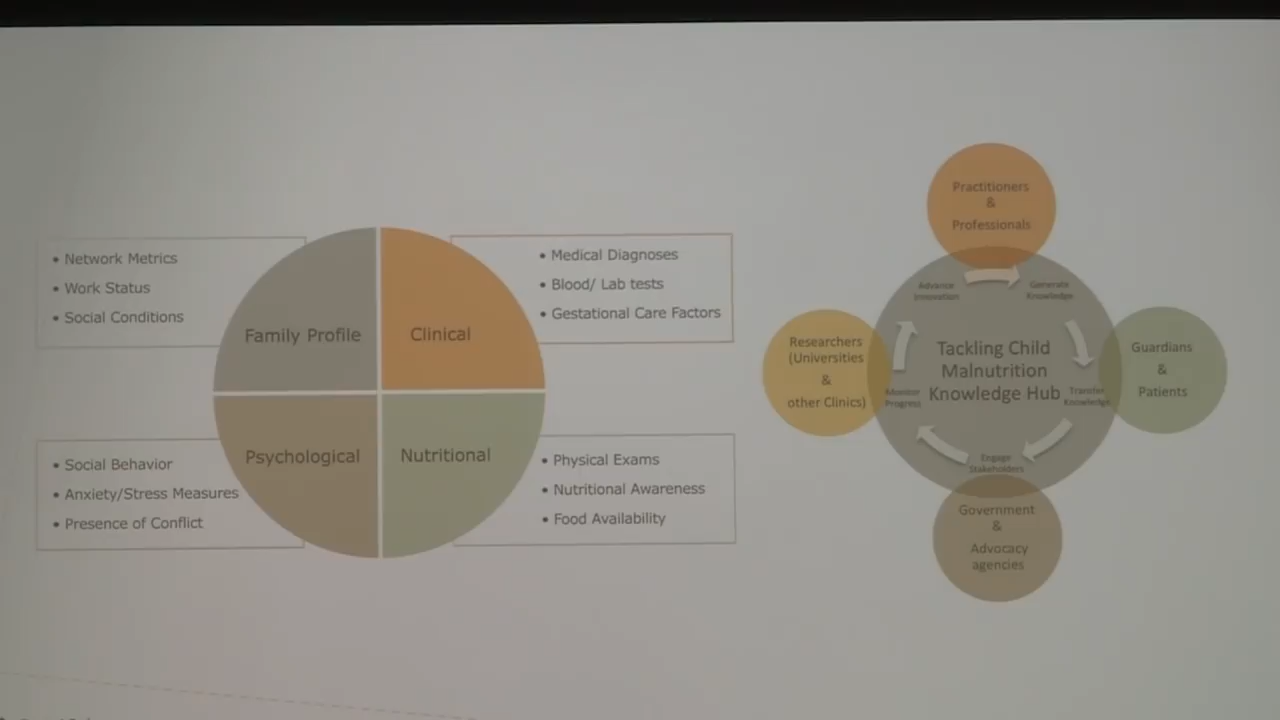 • Network Metrics
• Work Status
• Social Conditions
Family Profile
Clinical
• Medical Diagnoses
• Blood/ Lab tests
• Gestational Care Factors
• Social Behavior
• Anxiety/Stress Measures
• Presence of Conflict
Psychological
Nutritional
• Physical Exams
• Nutritional Awareness
• Food Availability
Practitioners
&
Professionals
Advance
Innovation
Generate
Knowledge
Researchers
(Universities
&
other Clinics)
Tackling Child
Malnutrition
Knowledge Hub
Guardians
&
Patients
Monitor
Progress
Transfer
Knowledge
Engage
Stakeholders
Government
&
Advocacy
agencies